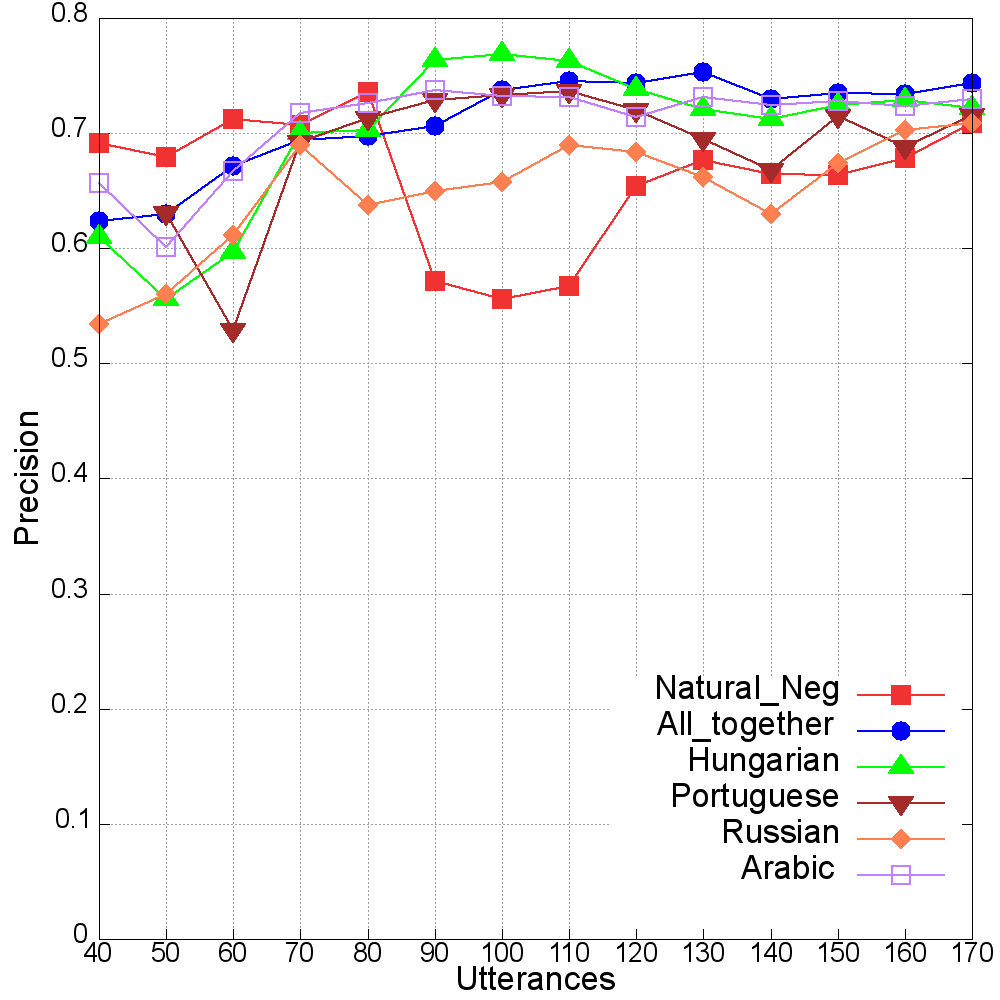 0.8
0.7
0.6
0.5
0.4
0.3
0.2
0.1
0
Precision
Natural_Neg
All_together
Hungarian
Portuguese
Russian
Arabic
40 50 60 70 80 90 100 110 120 130 140 150 160 170
Utterances